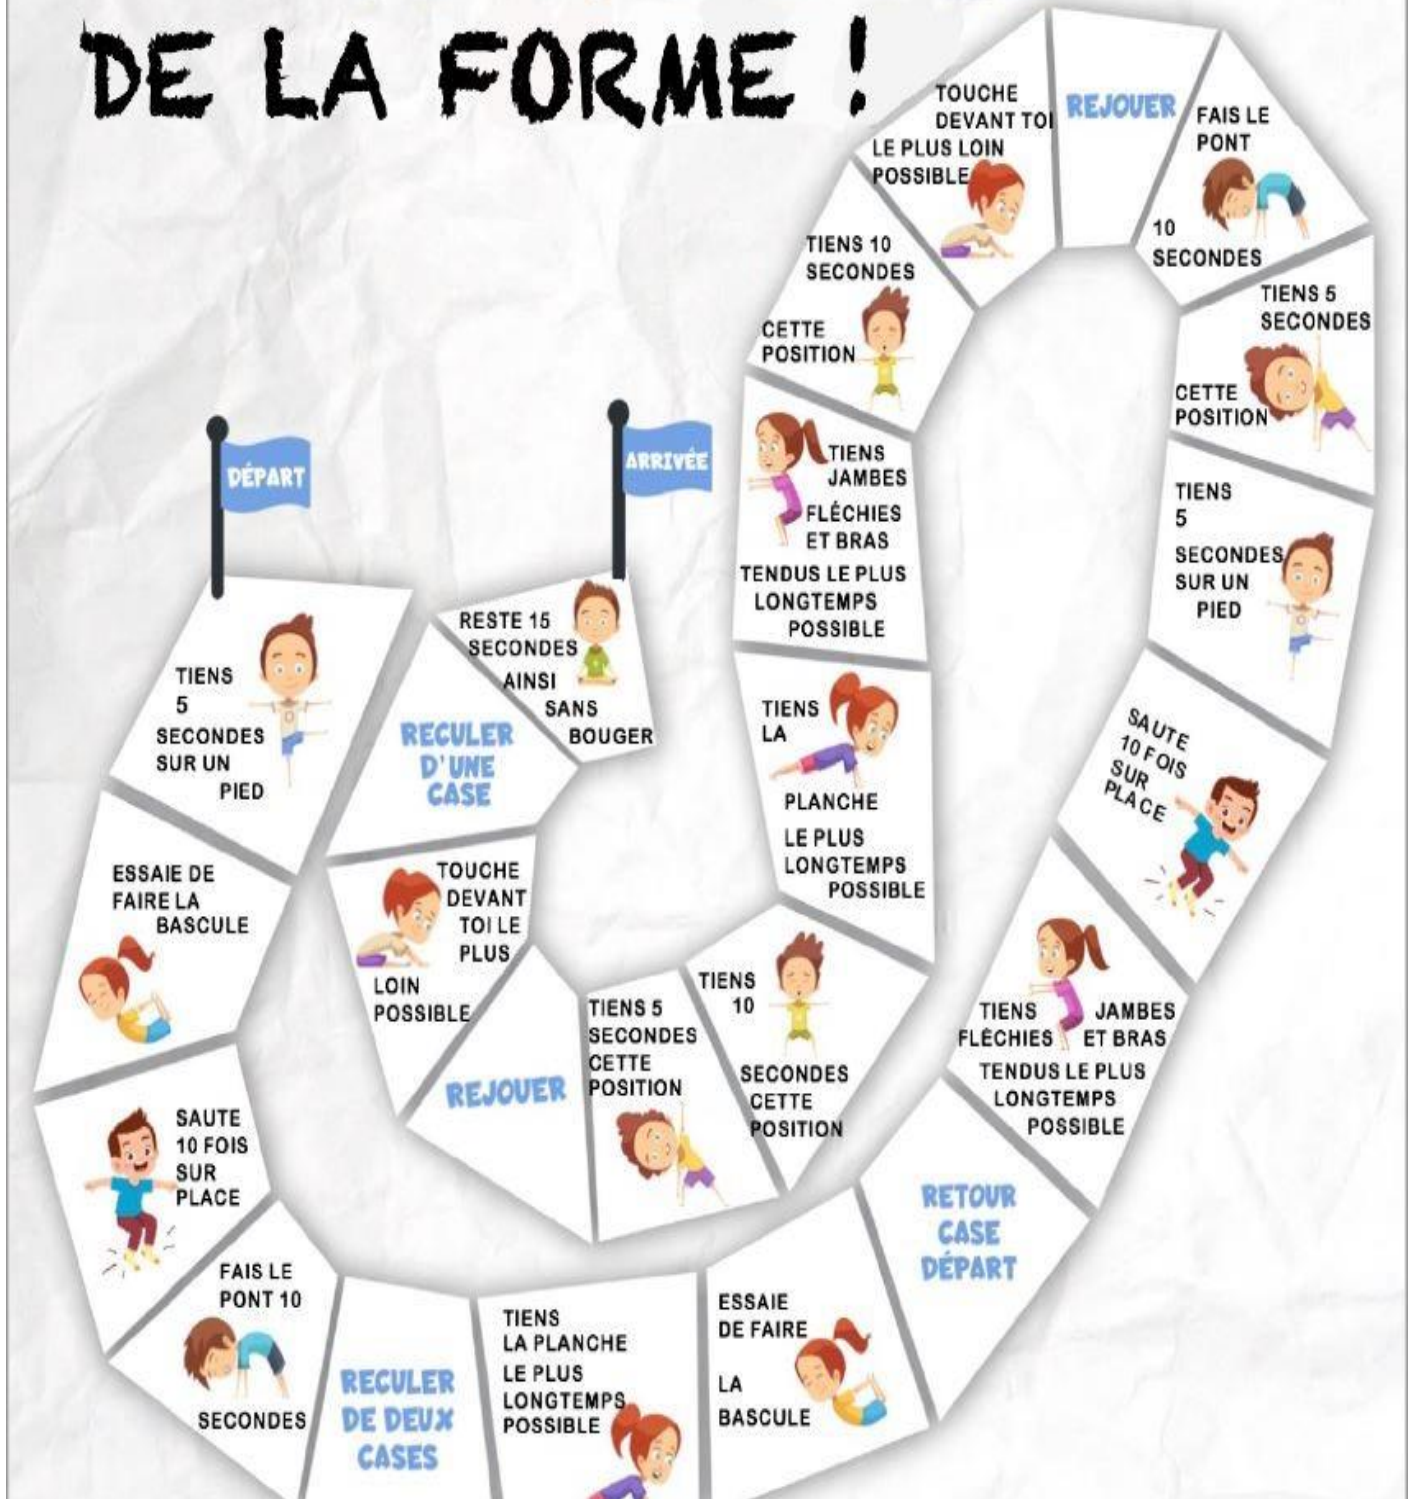 DE LA FORME !
DÉPART
TIENS
5
SECONDES
SUR UN
PIED
ESSAIE DE
FAIRE LA
BASCULE
SAUTE
10 FOIS
SUR
PLACE
FAIS LE
PONT 10
SECONDES
RECULER
DE DEUX
CASES
TIENS
LA PLANCHE
LE PLUS
LONGTEMPS
POSSIBLE
ESSAIE
DE FAIRE
LA
BASCULE
RETOUR
CASE
DÉPART
TIENS JAMBES
FLÉCHIES ET BRAS
TENDUS LE PLUS
LONGTEMPS
POSSIBLE
SAUTE
10 FOIS
SUR
PLACE
TIENS
5
SECONDES
SUR UN
PIED
TIENS 5
SECONDES
CETTE
POSITION
FAIS LE
PONT
10
SECONDES
REJOUER
TOUCHE
DEVANT TOI
LE PLUS LOIN
POSSIBLE
TIENS 10
SECONDES
CETTE
POSITION
TIENS
JAMBES
FLÉCHIES
ET BRAS
TENDUS LE PLUS
LONGTEMPS
POSSIBLE
TIENS
LA
PLANCHE
LE PLUS
LONGTEMPS
POSSIBLE
TIENS
10
SECONDES
CETTE
POSITION
TIENS 5
SECONDES
CETTE
POSITION
REJOUER
TOUCHE
DEVANT
TOI LE
PLUS
LOIN
POSSIBLE
RECULER
D'UNE
CASE
RESTE 15
SECONDES
AINSI
SANS
BOUGER
ARRIVÉE